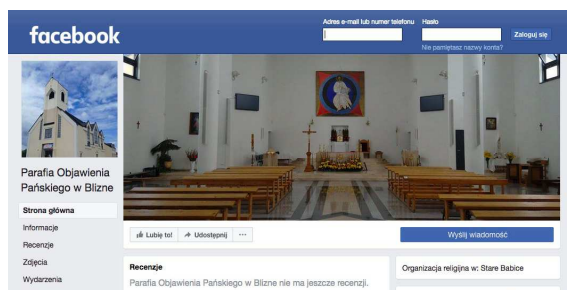 Adres e-mail lub numer telefonu
Hasło
facebook
Zaloguj się
Nie pamiętasz nazwy konta?
Parafia Objawienia
Pańskiego w Blizne
Strona główna
Informacje
Recenzje
Zdjęcia
Wydarzenia
Lubię to!
Udostępnij
Wyślij wiadomość
Recenzje
Parafia Objawienia Pańskiego w Blizne nie ma jeszcze recenzji.
Organizacja religijna w: Stare Babice